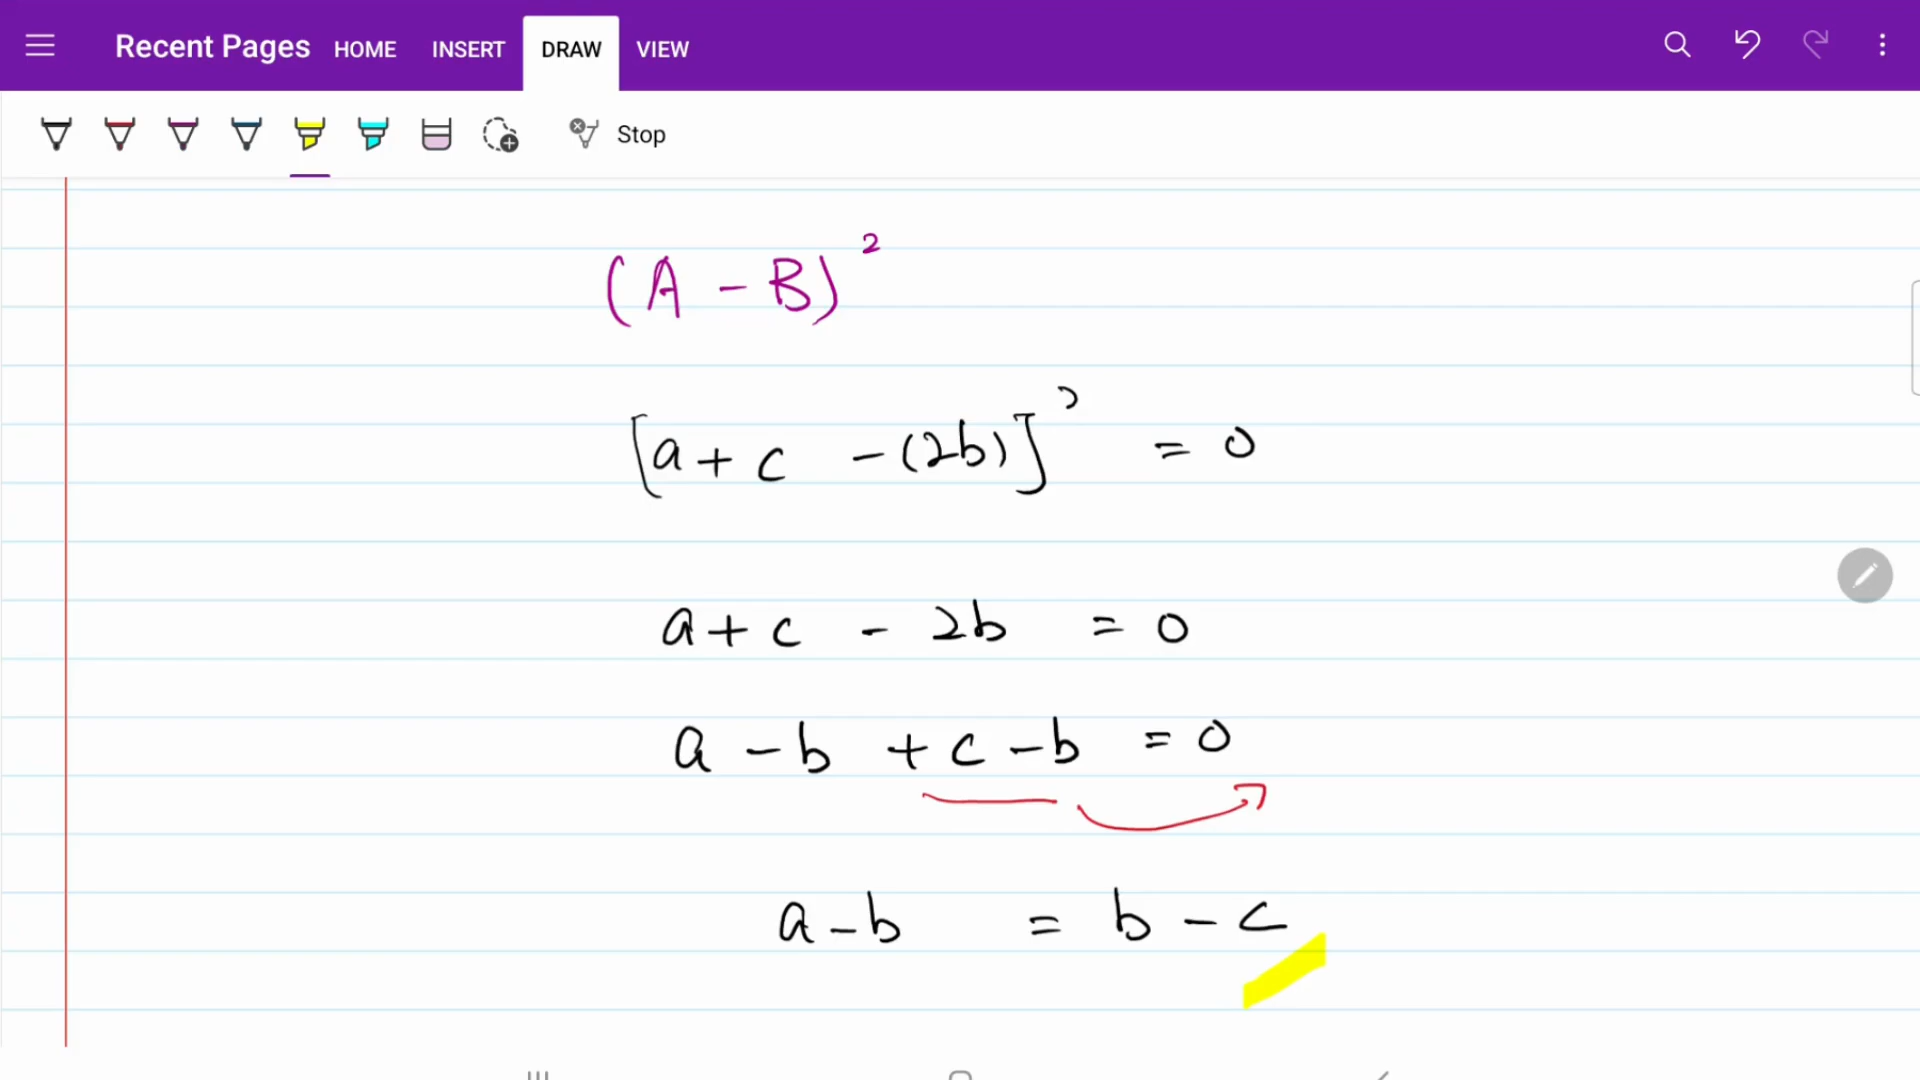 Recent Pages HOME INSERT DRAW VIEW
Stop
(A - B)²
[a + c - (2b)]² = 0
a + c - 2b = 0
a - b + c - b = 0
a - b = b - c